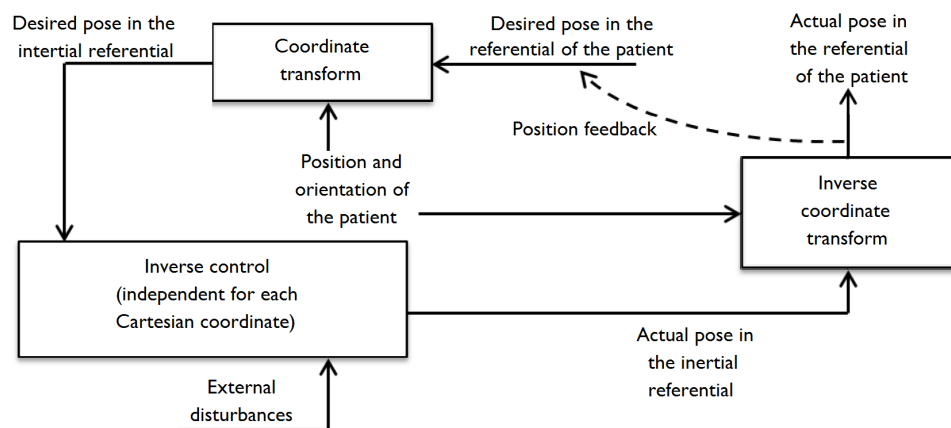 Desired pose in the
intertial referential
Coordinate
transform
Desired pose in the
referential of the patient
Actual pose in
the referential
of the patient
Position feedback
Position and
orientation of
the patient
Inverse
coordinate
transform
Inverse control
(independent for each
Cartesian coordinate)
Actual pose in
the inertial
referential
External
disturbances